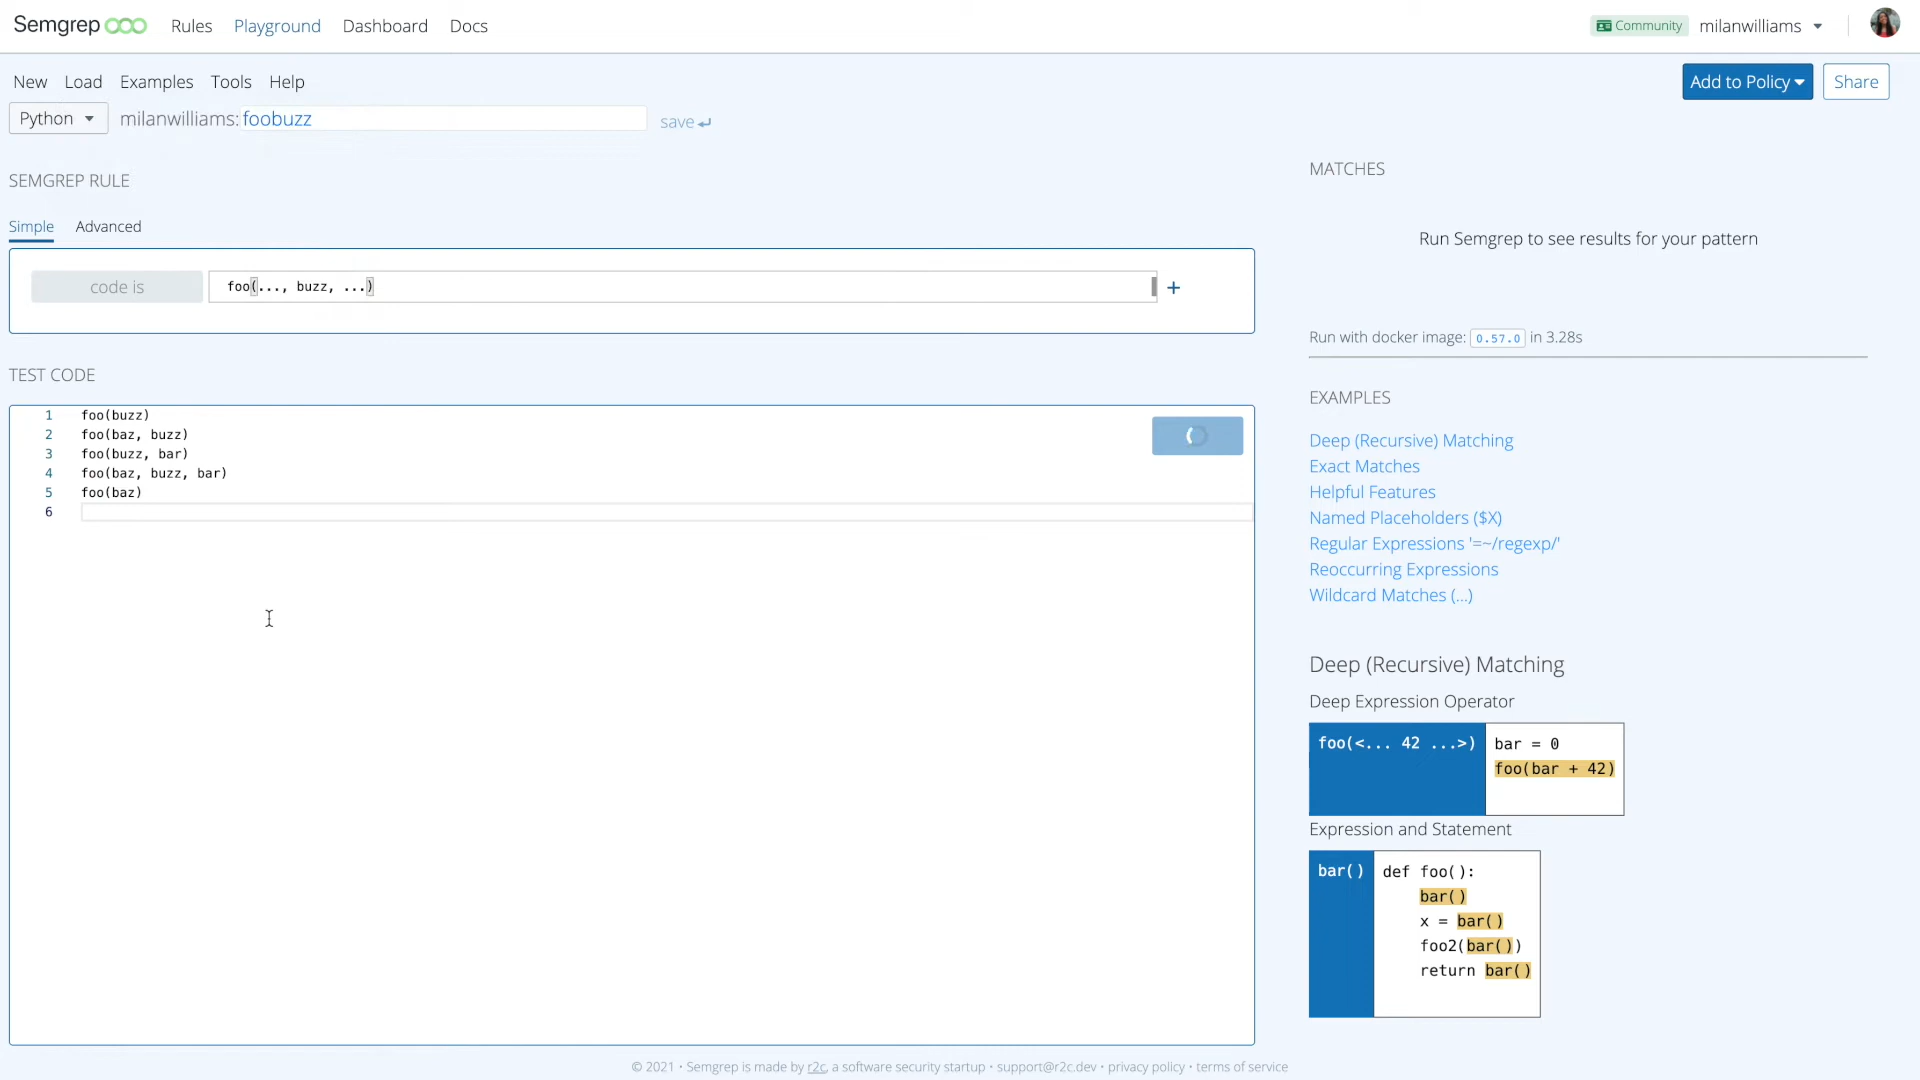 Semgrep Rules Playground Dashboard Docs Community milanwilliams
New Load Examples Tools Help Add to Policy Share
Python milanwilliams: foobuzz save
SEMGREP RULE
Simple Advanced
code is foo(..., buzz, ...) +
TEST CODE
1 foo(buzz)
2 foo(baz, buzz)
3 foo(buzz, bar)
4 foo(baz, buzz, bar)
5 foo(baz)
6
MATCHES
Run Semgrep to see results for your pattern
Run with docker image: 0.57.0 in 3.28s
EXAMPLES
Deep (Recursive) Matching
Exact Matches
Helpful Features
Named Placeholders ($X)
Regular Expressions '=~/regexp/'
Reoccurring Expressions
Wildcard Matches (...)
Deep (Recursive) Matching
Deep Expression Operator
foo(<... 42 ...>) bar = 0
foo(bar + 42)
Expression and Statement
bar() def foo():
bar()
x = bar()
foo2(bar())
return bar()
© 2021 • Semgrep is made by r2c, a software security startup • support@r2c.dev • privacy policy • terms of service